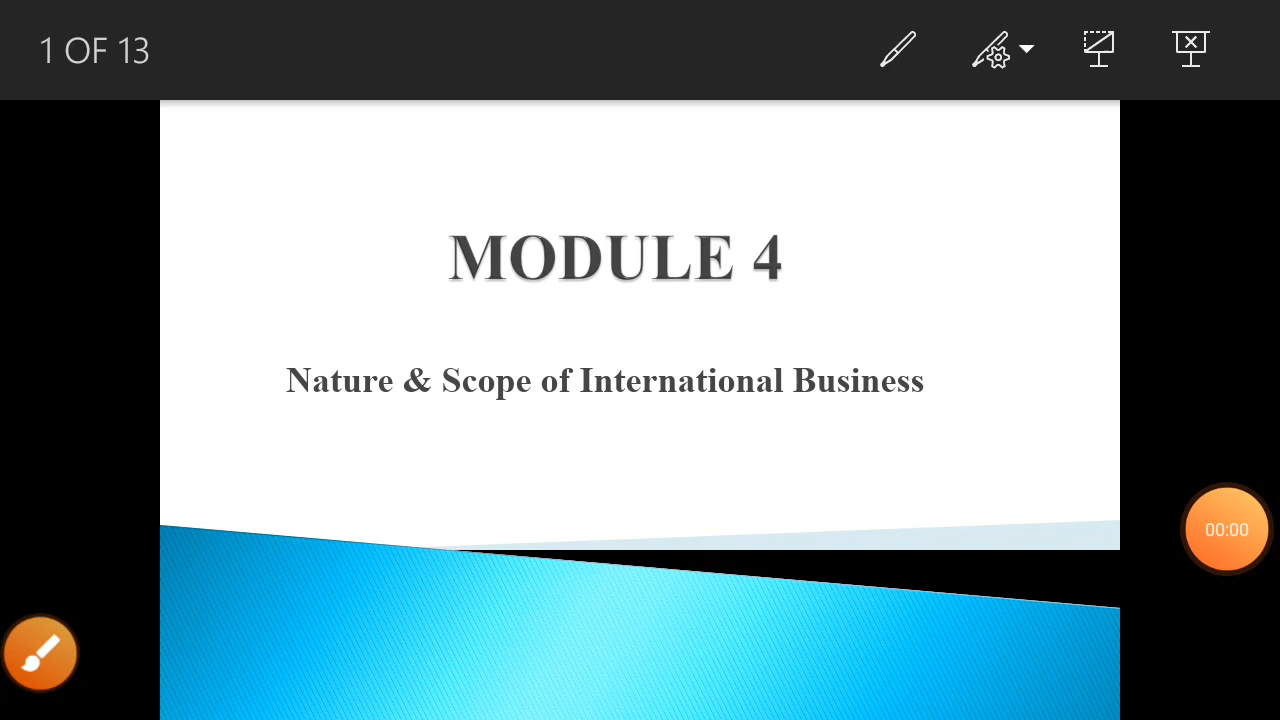 1 OF 13
MODULE 4
Nature & Scope of International Business
00:00